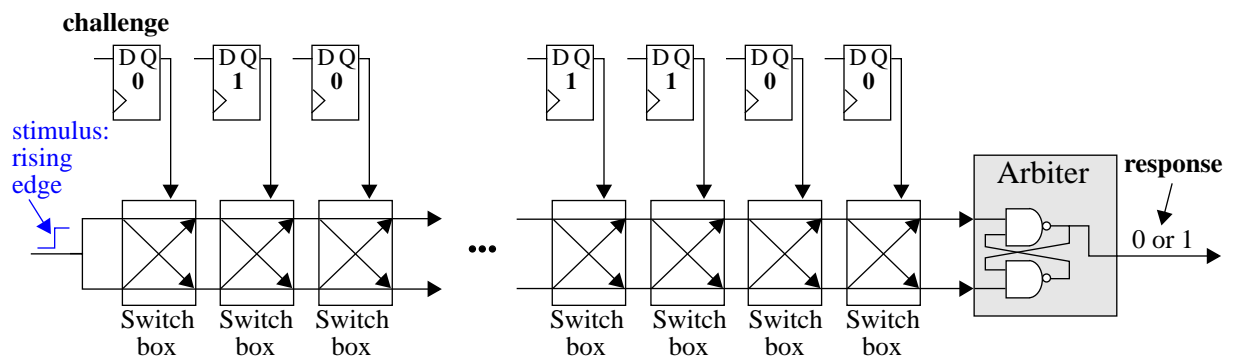 challenge
D Q D Q D Q D Q D Q D Q D Q
0 1 0 1 1 0 0
stimulus:
rising
edge
Arbiter
response
0 or 1
Switch
box
Switch
box
Switch
box
Switch
box
Switch
box
Switch
box
Switch
box